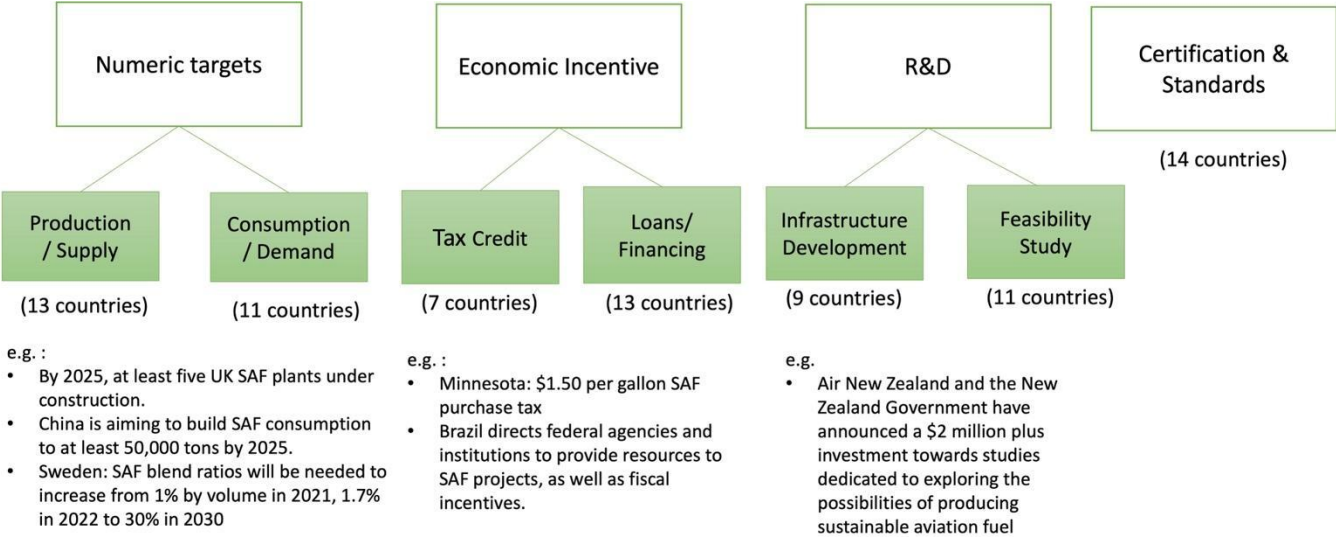 Numeric targets
Economic Incentive
R&D
Certification &
Standards
(14 countries)
Production
/ Supply
Consumption
/ Demand
Tax Credit
Loans/
Financing
Infrastructure
Development
Feasibility
Study
(13 countries)
(11 countries)
(7 countries)
(13 countries)
(9 countries)
(11 countries)
e.g. :
• By 2025, at least five UK SAF plants under
construction.
• China is aiming to build SAF consumption
to at least 50,000 tons by 2025.
• Sweden: SAF blend ratios will be needed to
increase from 1% by volume in 2021, 1.7%
in 2022 to 30% in 2030
e.g. :
• Minnesota: $1.50 per gallon SAF
purchase tax
• Brazil directs federal agencies and
institutions to provide resources to
SAF projects, as well as fiscal
incentives.
e.g.
• Air New Zealand and the New
Zealand Government have
announced a $2 million plus
investment towards studies
dedicated to exploring the
possibilities of producing
sustainable aviation fuel